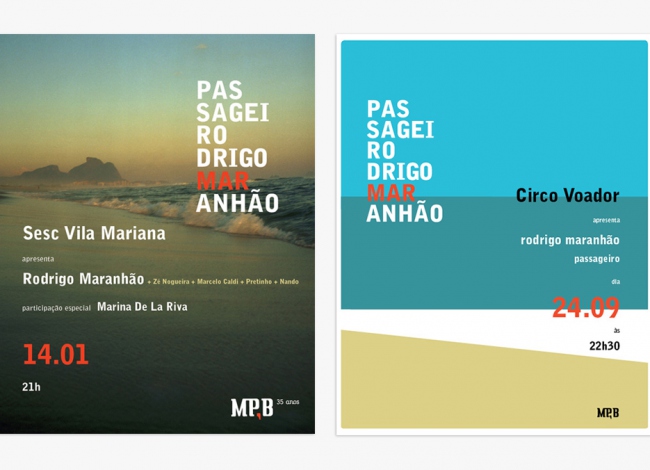 PAS
SAGEI
RO
DRIGO
MAR
ANHÃO
Sesc Vila Mariana
apresenta
Rodrigo Maranhão + Zé Nogueira + Marcelo Caldi + Pretinho + Nando
participação especial Marina De La Riva
14.01
21h
MP,B 35 anos
PAS
SAGEI
RO
DRIGO
MAR
ANHÃO
Circo Voador
apresenta
rodrigo maranhão
passageiro
dia
24.09
às
22h30
MP,B